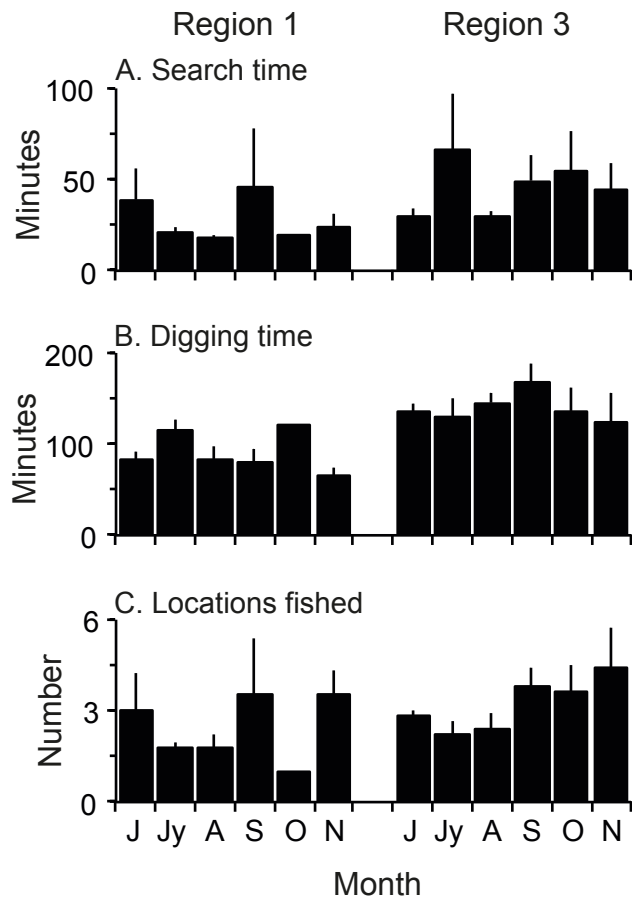 Region 1 Region 3
A. Search time
100
50
0
Minutes
B. Digging time
200
100
0
Minutes
C. Locations fished
6
3
0
Number
J Jy A S O N J Jy A S O N
Month